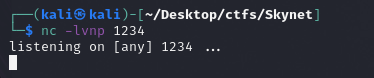 ┌──(kali㉿kali)-[~/Desktop/ctfs/Skynet]
└─$ nc -lvnp 1234
listening on [any] 1234 ...